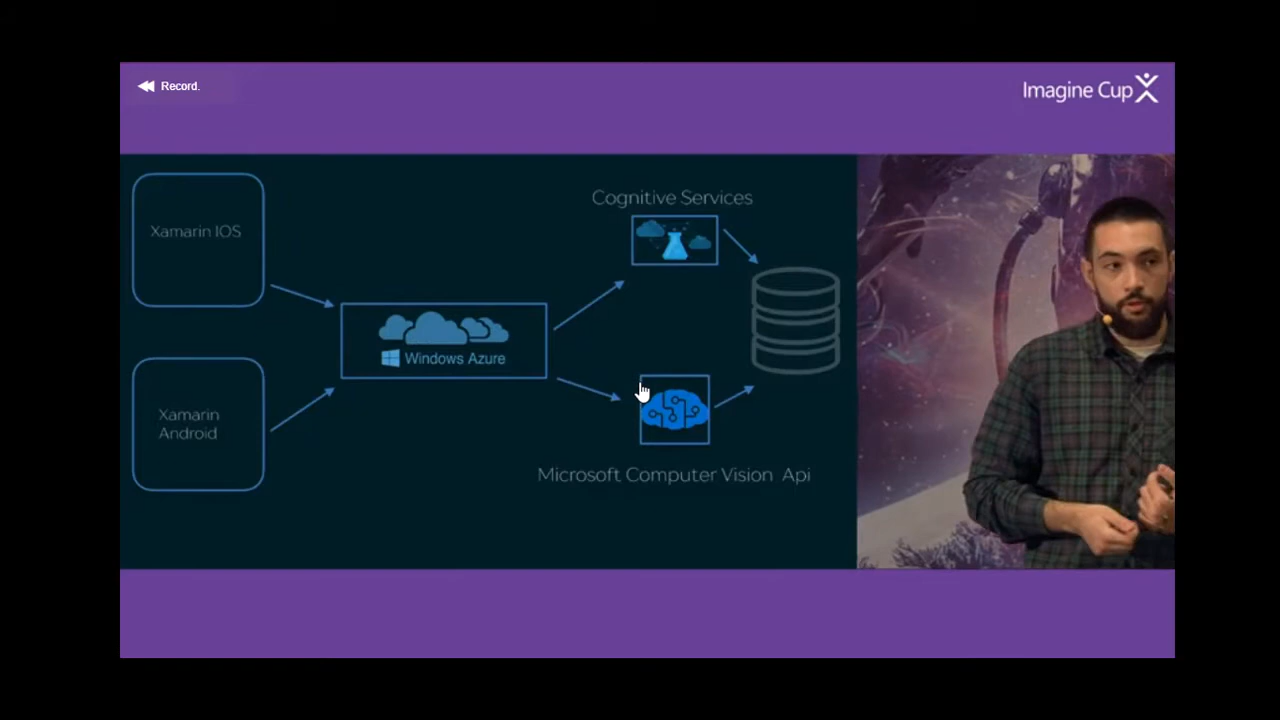 Record.
Imagine Cup
Cognitive Services
Xamarin IOS
Windows Azure
Xamarin
Android
Microsoft Computer Vision Api